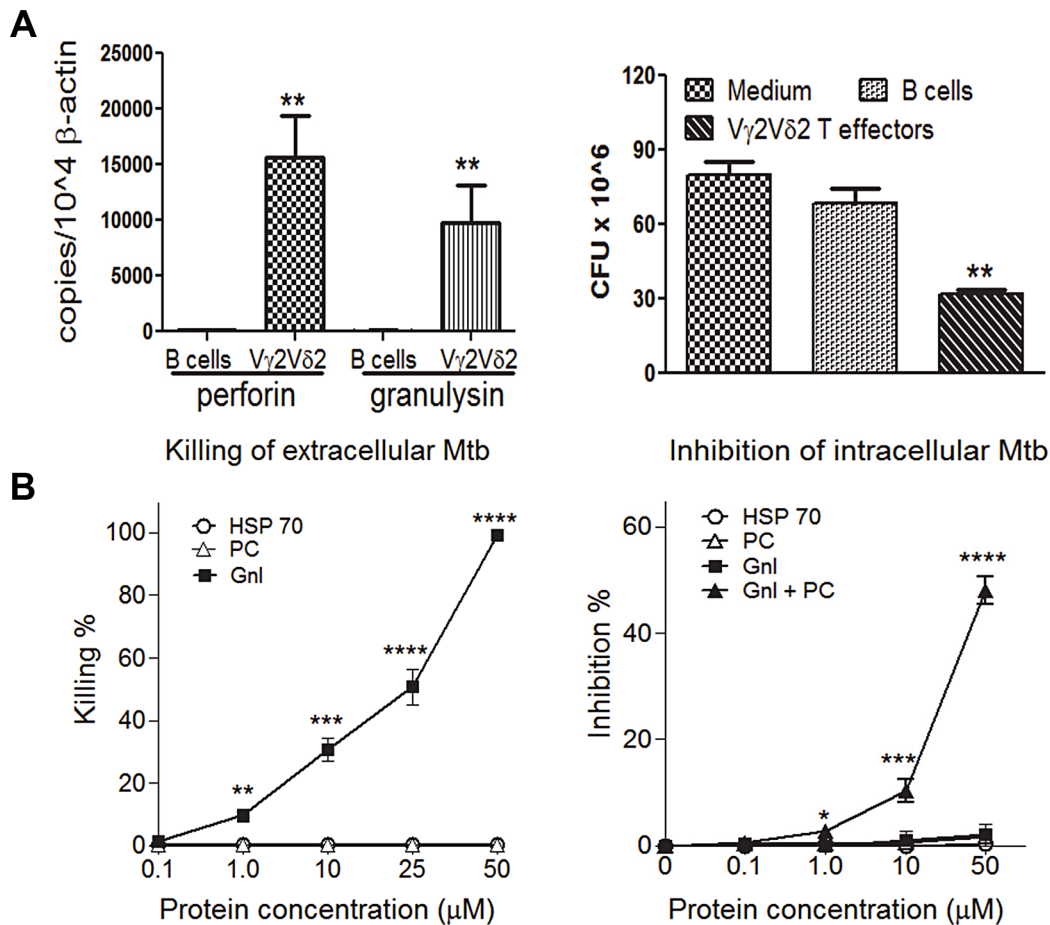 A
copies/10^4 β-actin
25000
20000
15000
10000
5000
0
**
**
B cells Vγ2Vδ2 B cells Vγ2Vδ2
perforin granulysin
CFU x 10^6
120
90
60
30
0
Medium B cells
Vγ2Vδ2 T effectors
**
B
Killing of extracellular Mtb
Killing %
100
80
60
40
20
0
HSP 70
PC
Gnl
**
***
****
****
0.1 1.0 10 25 50
Protein concentration (μM)
Inhibition of intracellular Mtb
Inhibition %
60
40
20
0
HSP 70
PC
Gnl
Gnl + PC
*
***
****
0 0.1 1.0 10 50
Protein concentration (μM)